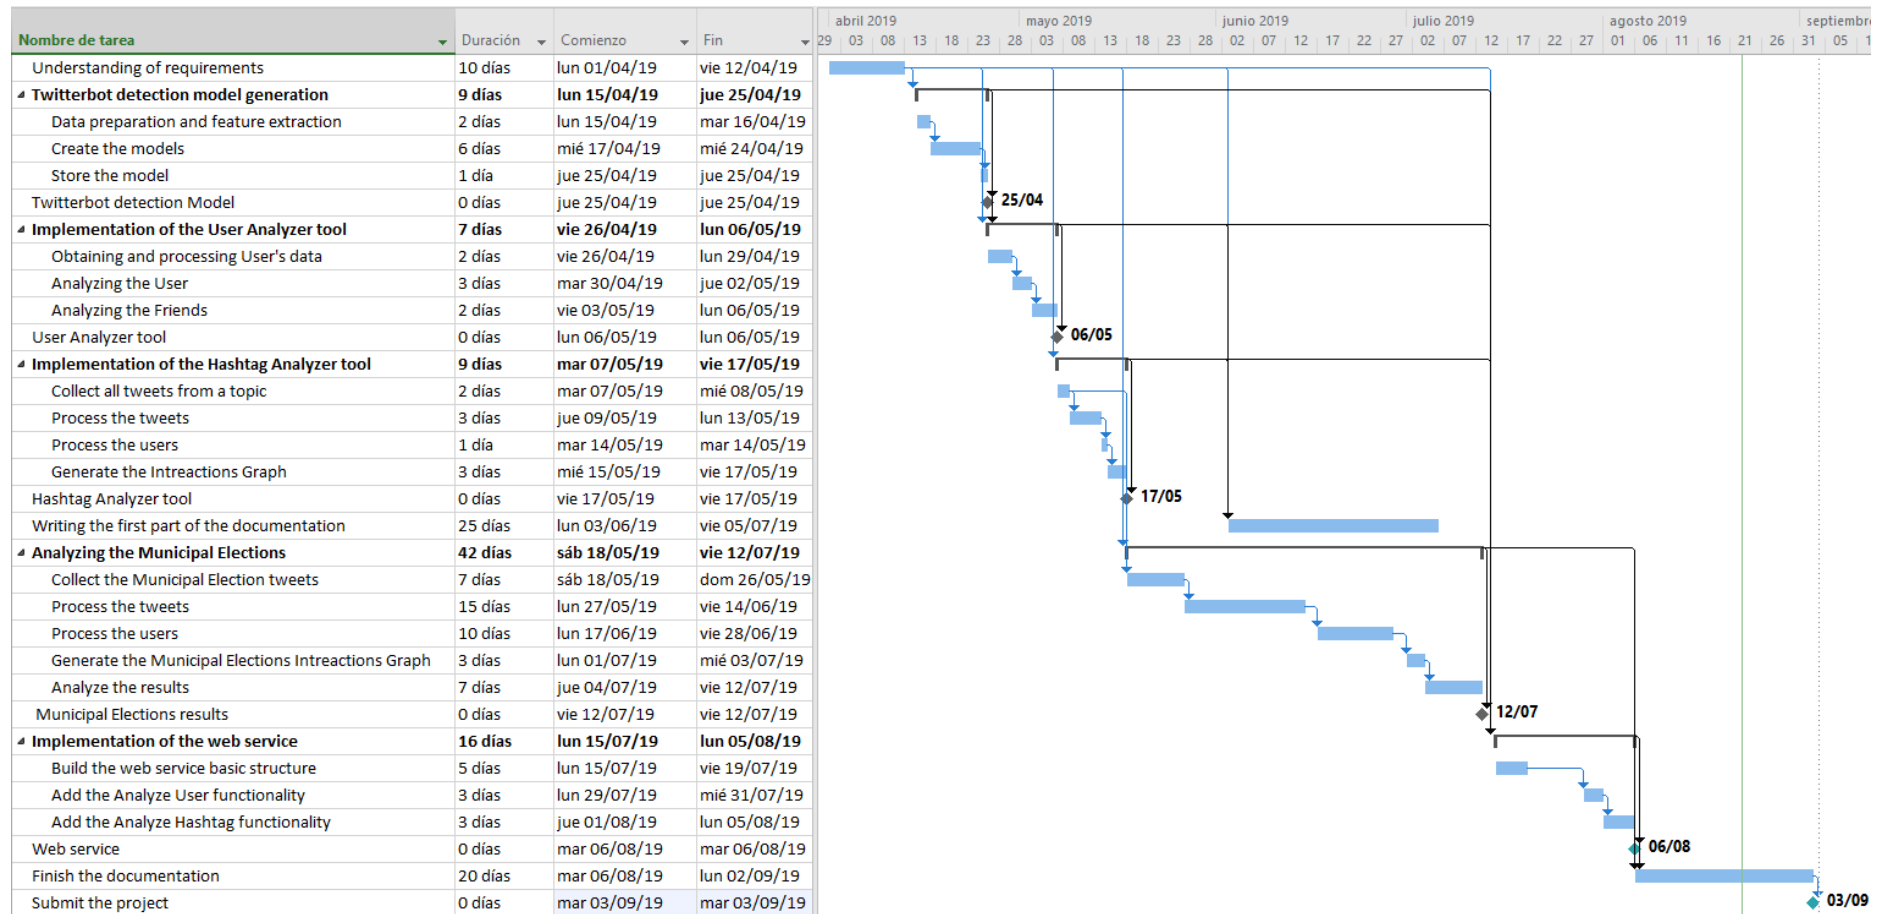 abril 2019 mayo 2019 junio 2019 julio 2019 agosto 2019 septiembr
Nombre de tarea Duración Comienzo Fin 29 03 08 13 18 23 28 03 08 13 18 23 28 02 07 12 17 22 27 02 07 12 17 22 27 01 06 11 16 21 26 31 05 1
Understanding of requirements 10 días lun 01/04/19 vie 12/04/19
Twitterbot detection model generation 9 días lun 15/04/19 jue 25/04/19
Data preparation and feature extraction 2 días lun 15/04/19 mar 16/04/19
Create the models 6 días mié 17/04/19 mié 24/04/19
Store the model 1 día jue 25/04/19 jue 25/04/19
Twitterbot detection Model 0 días jue 25/04/19 jue 25/04/19 25/04
Implementation of the User Analyzer tool 7 días vie 26/04/19 lun 06/05/19
Obtaining and processing User's data 2 días vie 26/04/19 lun 29/04/19
Analyzing the User 3 días mar 30/04/19 jue 02/05/19
Analyzing the Friends 2 días vie 03/05/19 lun 06/05/19
User Analyzer tool 0 días lun 06/05/19 lun 06/05/19 06/05
Implementation of the Hashtag Analyzer tool 9 días mar 07/05/19 vie 17/05/19
Collect all tweets from a topic 2 días mar 07/05/19 mié 08/05/19
Process the tweets 3 días jue 09/05/19 lun 13/05/19
Process the users 1 día mar 14/05/19 mar 14/05/19
Generate the Intreactions Graph 3 días mié 15/05/19 vie 17/05/19
Hashtag Analyzer tool 0 días vie 17/05/19 vie 17/05/19 17/05
Writing the first part of the documentation 25 días lun 03/06/19 vie 05/07/19
Analyzing the Municipal Elections 42 días sáb 18/05/19 vie 12/07/19
Collect the Municipal Election tweets 7 días sáb 18/05/19 dom 26/05/19
Process the tweets 15 días lun 27/05/19 vie 14/06/19
Process the users 10 días lun 17/06/19 vie 28/06/19
Generate the Municipal Elections Intreactions Graph 3 días lun 01/07/19 mié 03/07/19
Analyze the results 7 días jue 04/07/19 vie 12/07/19
Municipal Elections results 0 días vie 12/07/19 vie 12/07/19 12/07
Implementation of the web service 16 días lun 15/07/19 lun 05/08/19
Build the web service basic structure 5 días lun 15/07/19 vie 19/07/19
Add the Analyze User functionality 3 días lun 29/07/19 mié 31/07/19
Add the Analyze Hashtag functionality 3 días jue 01/08/19 lun 05/08/19
Web service 0 días mar 06/08/19 mar 06/08/19 06/08
Finish the documentation 20 días mar 06/08/19 lun 02/09/19
Submit the project 0 días mar 03/09/19 mar 03/09/19 03/09